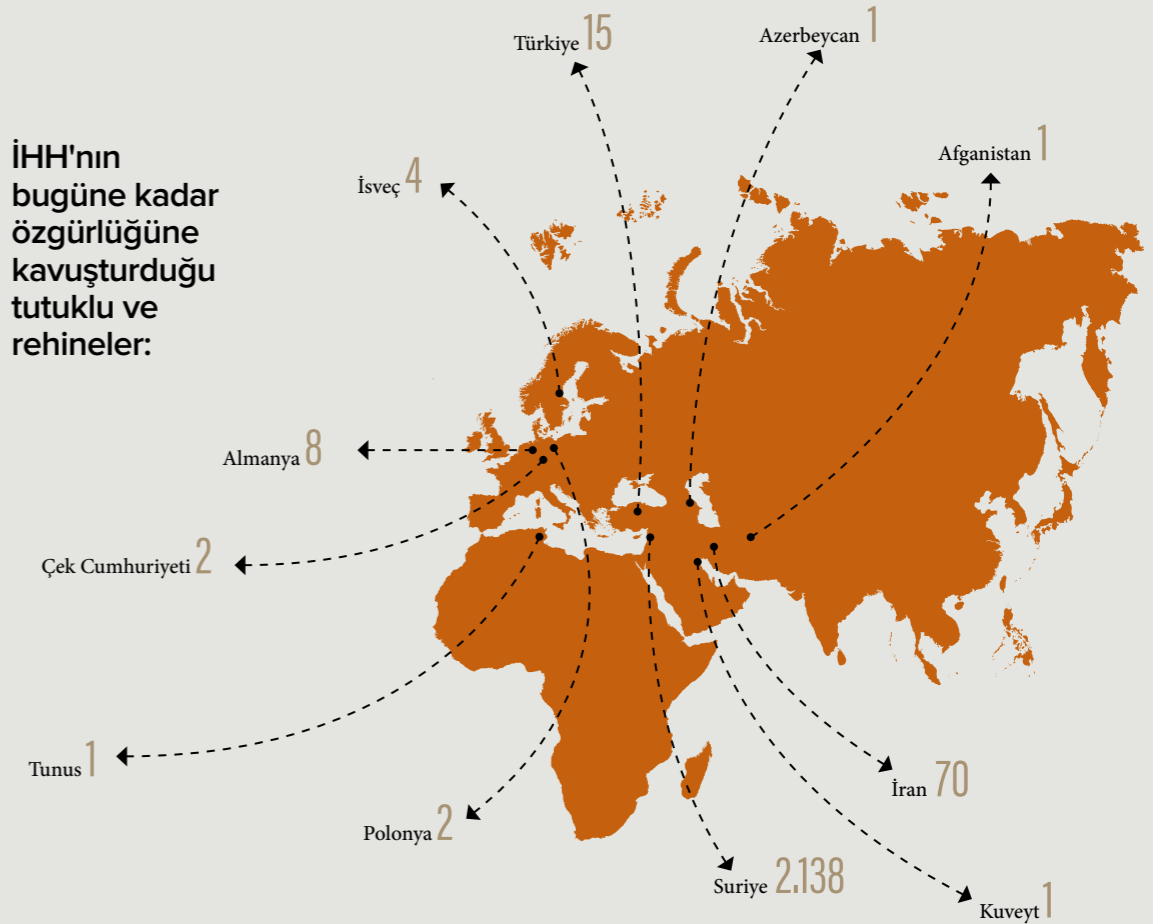 Türkiye 15
Azerbeycan 1
İHH'nın
bugüne kadar
özgürlüğüne
kavuşturduğu
tutuklu ve
rehineler:
Afganistan 1
İsveç 4
Almanya 8
Çek Cumhuriyeti 2
Tunus 1
İran 70
Polonya 2
Suriye 2.138
Kuveyt 1